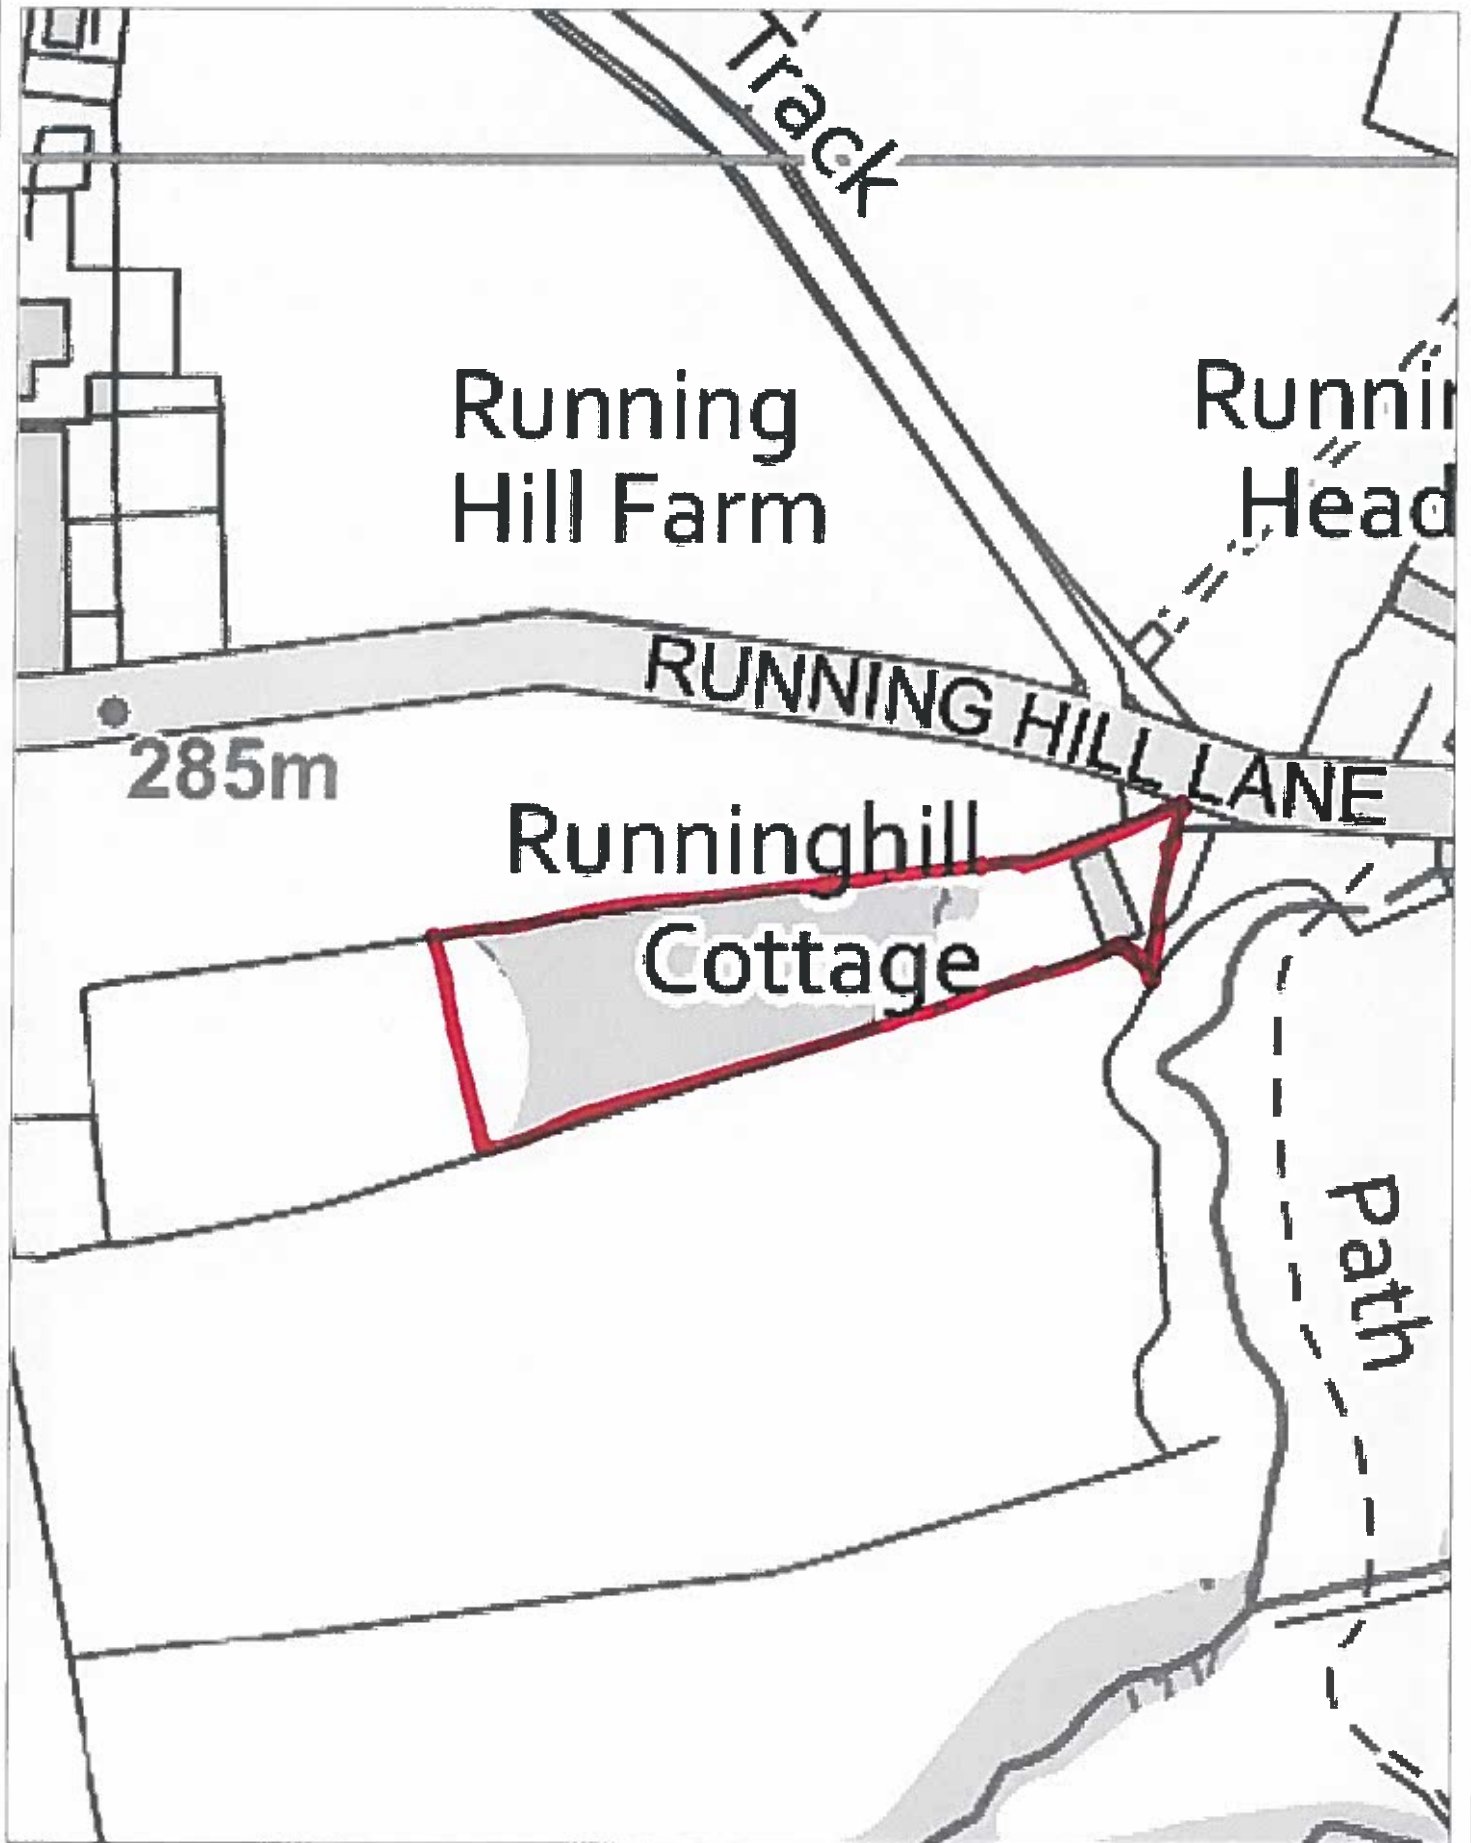 Track
Running
Hill Farm
Runnin
Head
RUNNING HILL LANE
285m
Runninghill
Cottage
Path